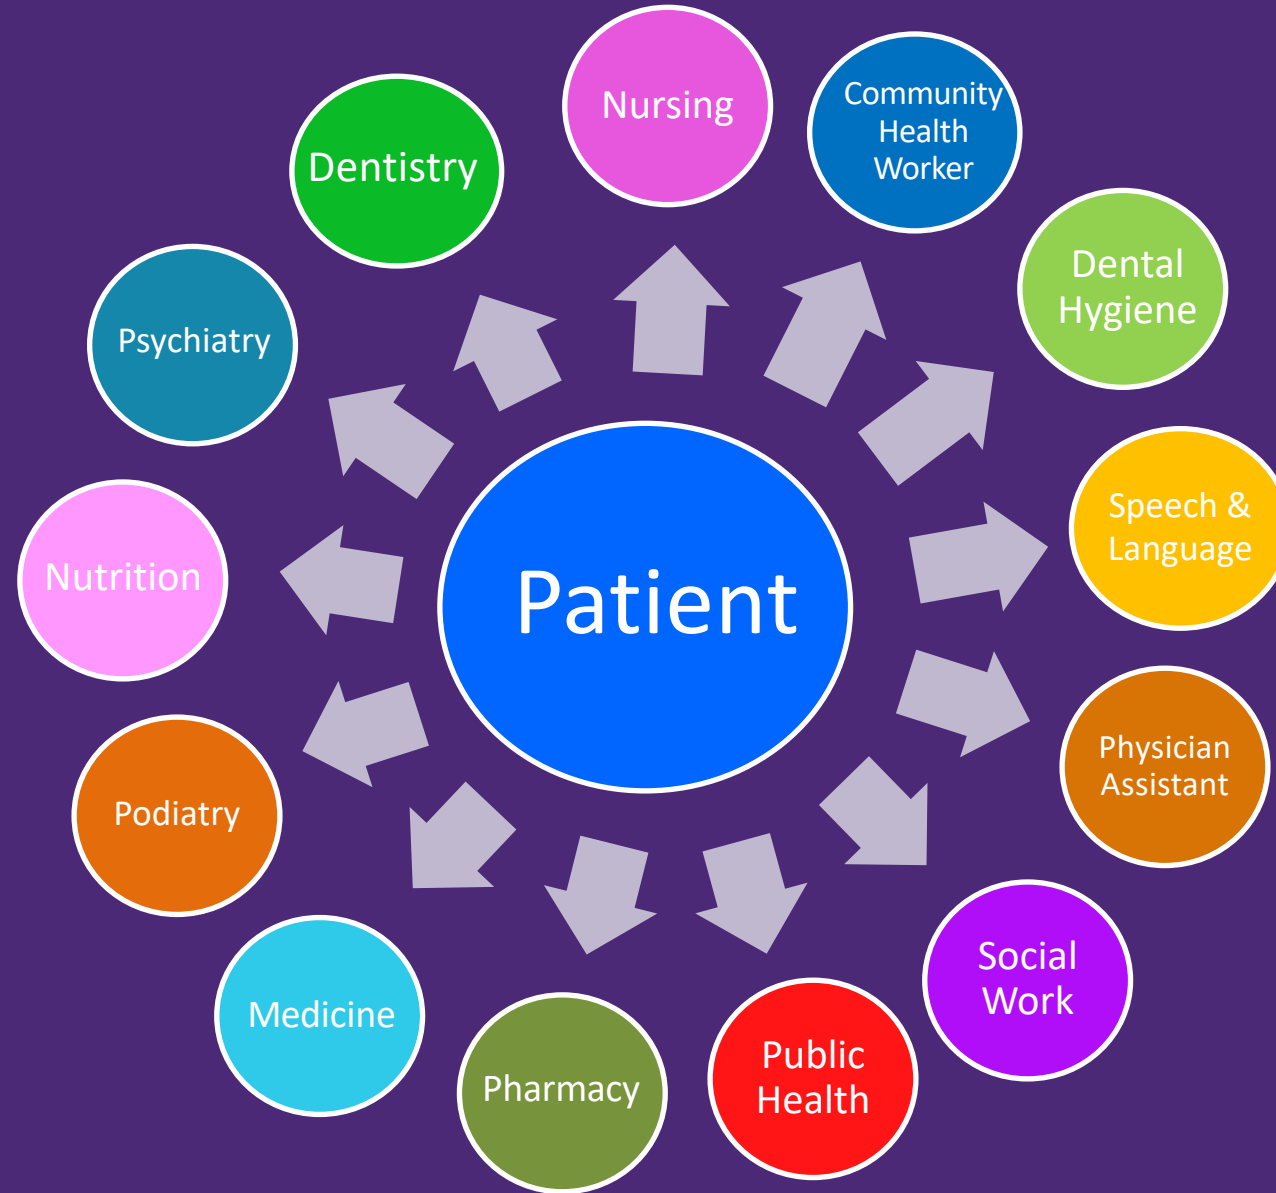 Nursing
Community
Health
Worker
Dental
Hygiene
Speech &
Language
Physician
Assistant
Social
Work
Public
Health
Pharmacy
Medicine
Podiatry
Nutrition
Psychiatry
Dentistry
Patient